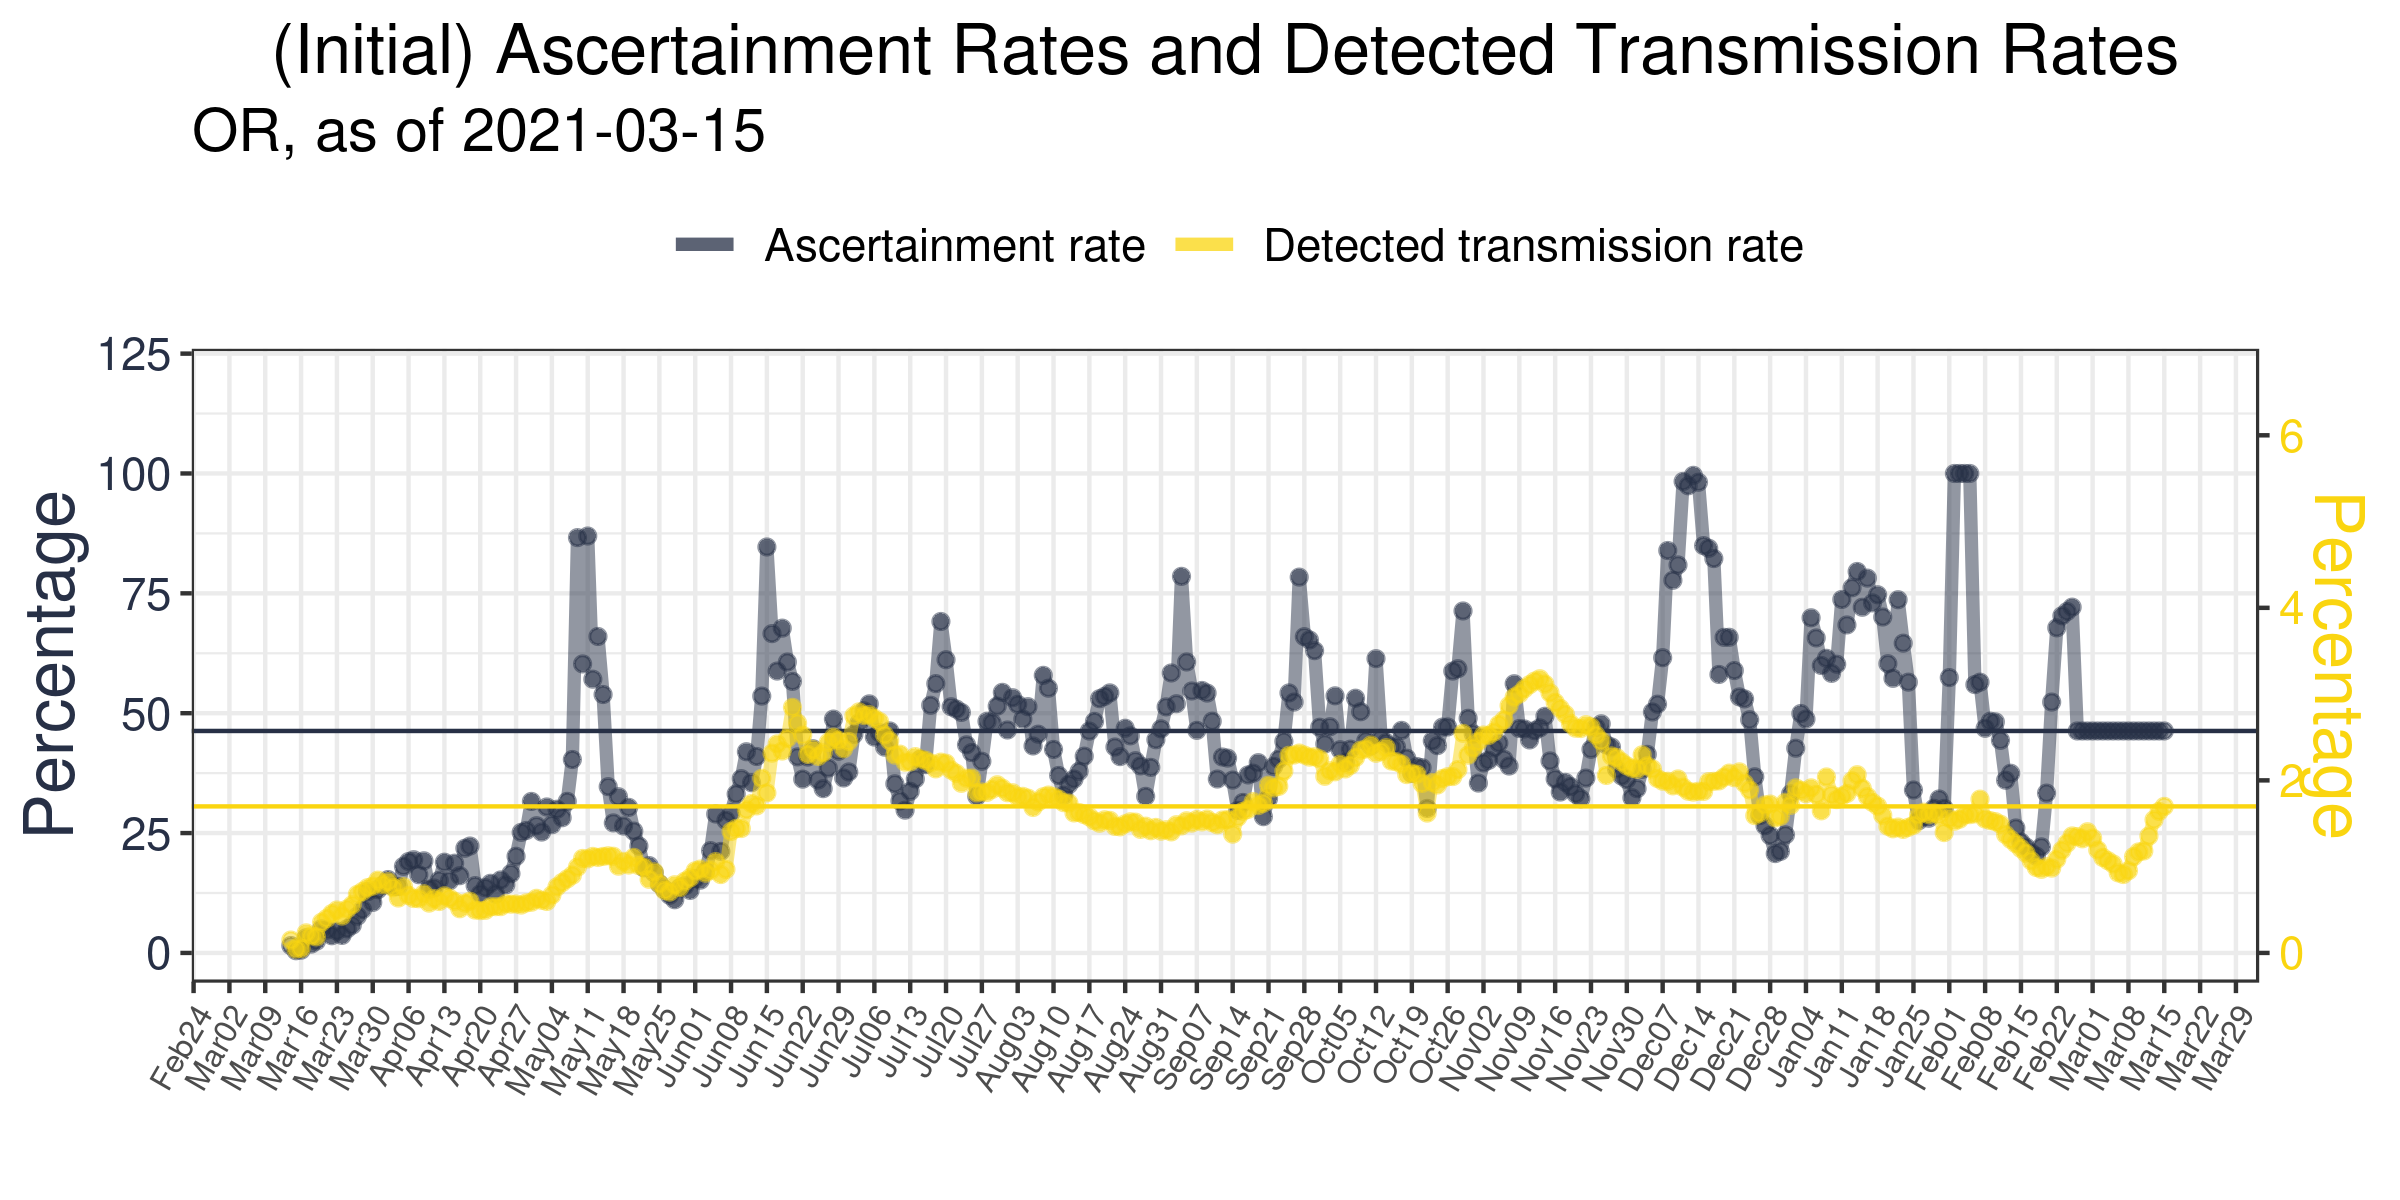 (Initial) Ascertainment Rates and Detected Transmission Rates
OR, as of 2021-03-15
Ascertainment rate
Detected transmission rate
Percentage
125
100
75
50
25
0
6
4
2
0
Percentage
Feb24
Mar02
Mar09
Mar16
Mar23
Mar30
Apr06
Apr13
Apr20
Apr27
May04
May11
May18
May25
Jun01
Jun08
Jun15
Jun22
Jun29
Jul06
Jul13
Jul20
Jul27
Aug03
Aug10
Aug17
Aug24
Aug31
Sep07
Sep14
Sep21
Sep28
Oct05
Oct12
Oct19
Oct26
Nov02
Nov09
Nov16
Nov23
Nov30
Dec07
Dec14
Dec21
Dec28
Jan04
Jan11
Jan18
Jan25
Feb01
Feb08
Feb15
Feb22
Mar01
Mar08
Mar15
Mar22
Mar29